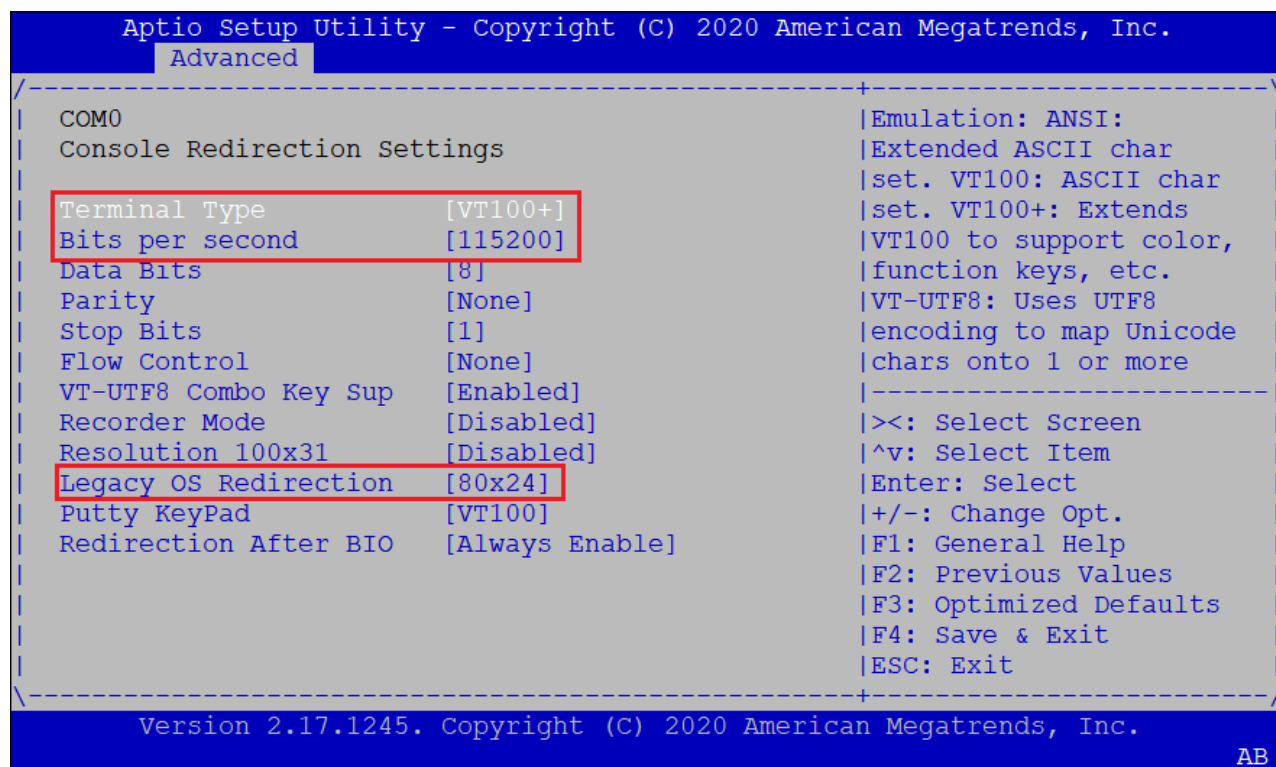 Aptio Setup Utility - Copyright (C) 2020 American Megatrends, Inc.
Advanced
/----------------------------------------------------+-------------------------\
| COM0 |Emulation: ANSI:
| Console Redirection Settings |Extended ASCII char
| |set. VT100: ASCII char
| Terminal Type [VT100+] |set. VT100+: Extends
| Bits per second [115200] |VT100 to support color,
| Data Bits [8] |function keys, etc.
| Parity [None] |VT-UTF8: Uses UTF8
| Stop Bits [1] |encoding to map Unicode
| Flow Control [None] |chars onto 1 or more
| VT-UTF8 Combo Key Sup [Enabled] |-------------------------
| Recorder Mode [Disabled] |><: Select Screen
| Resolution 100x31 [Disabled] |^v: Select Item
| Legacy OS Redirection [80x24] |Enter: Select
| Putty KeyPad [VT100] |+/-: Change Opt.
| Redirection After BIO [Always Enable] |F1: General Help
| |F2: Previous Values
| |F3: Optimized Defaults
| |F4: Save & Exit
| |ESC: Exit
\----------------------------------------------------+-------------------------/
Version 2.17.1245. Copyright (C) 2020 American Megatrends, Inc.
AB